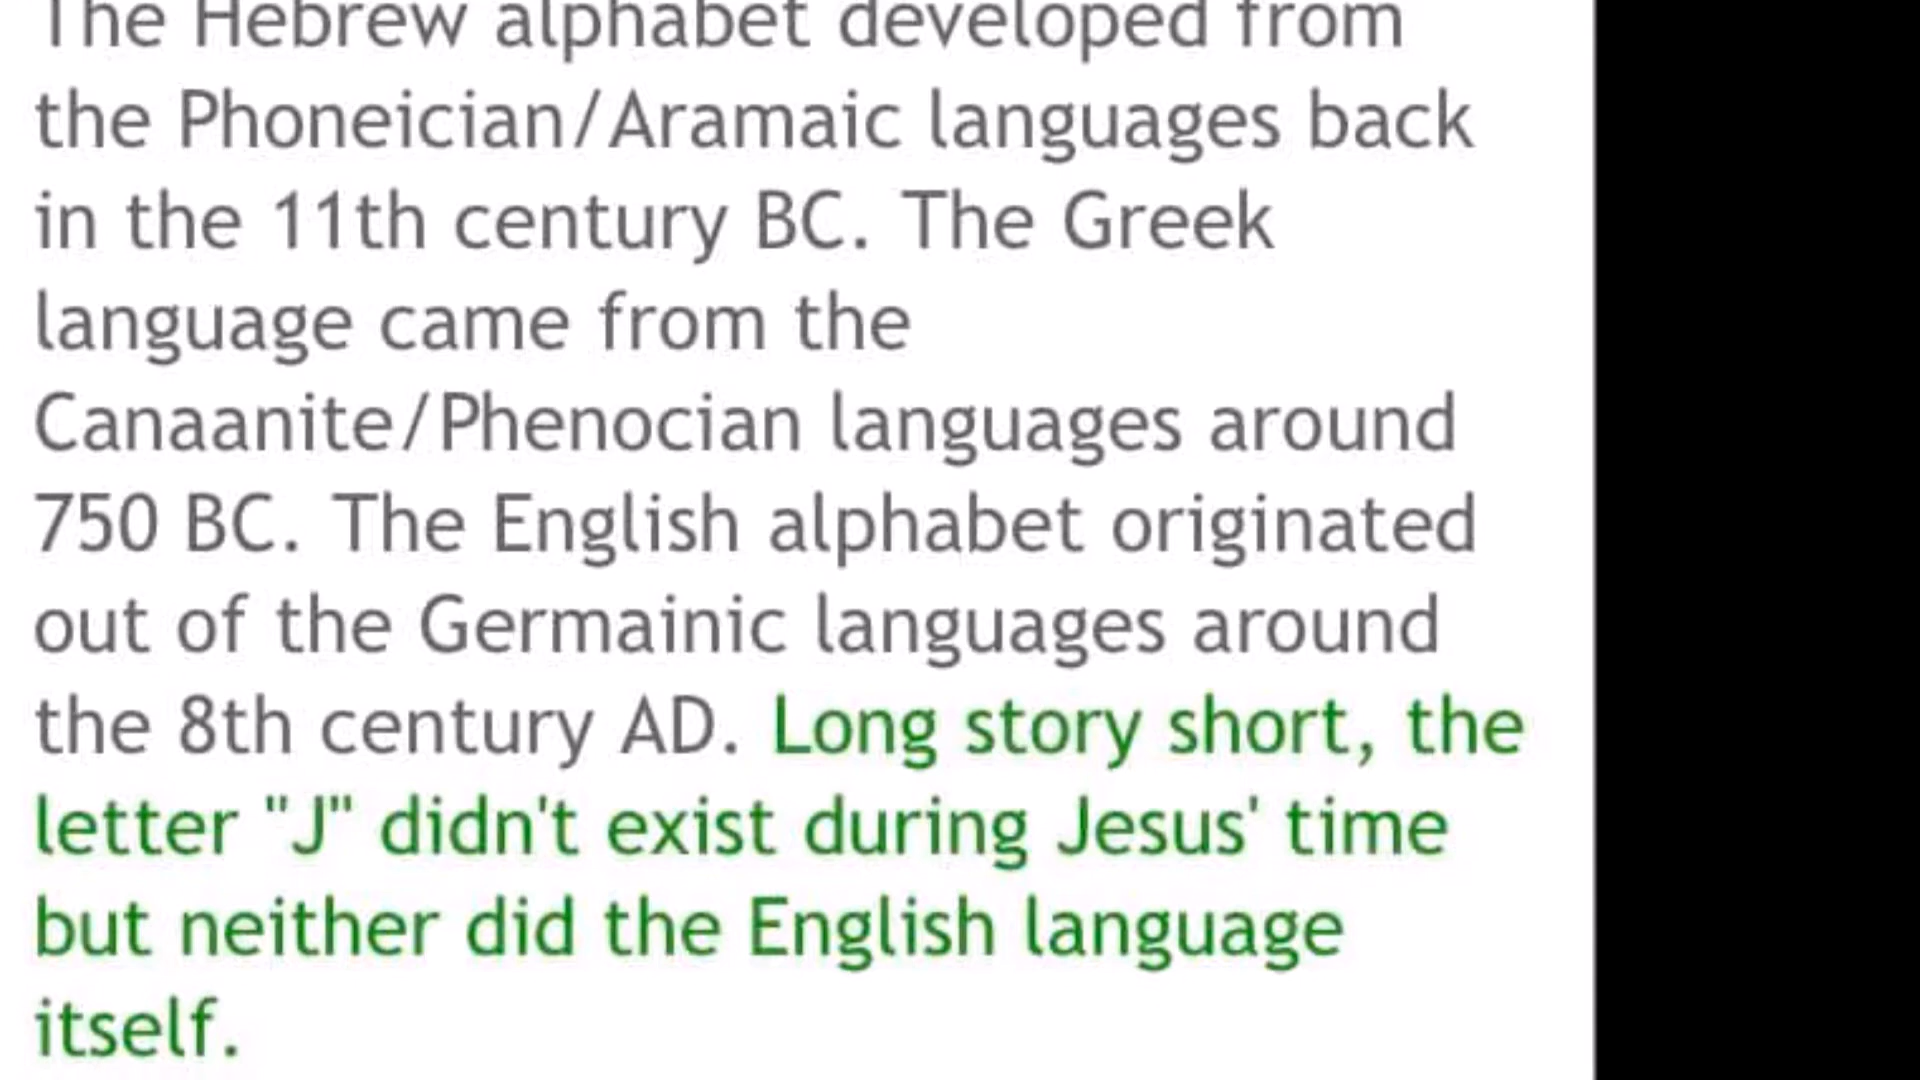 The Hebrew alphabet developed from
the Phoneician/Aramaic languages back
in the 11th century BC. The Greek
language came from the
Canaanite/Phenocian languages around
750 BC. The English alphabet originated
out of the Germainic languages around
the 8th century AD. Long story short, the
letter "J" didn't exist during Jesus' time
but neither did the English language
itself.